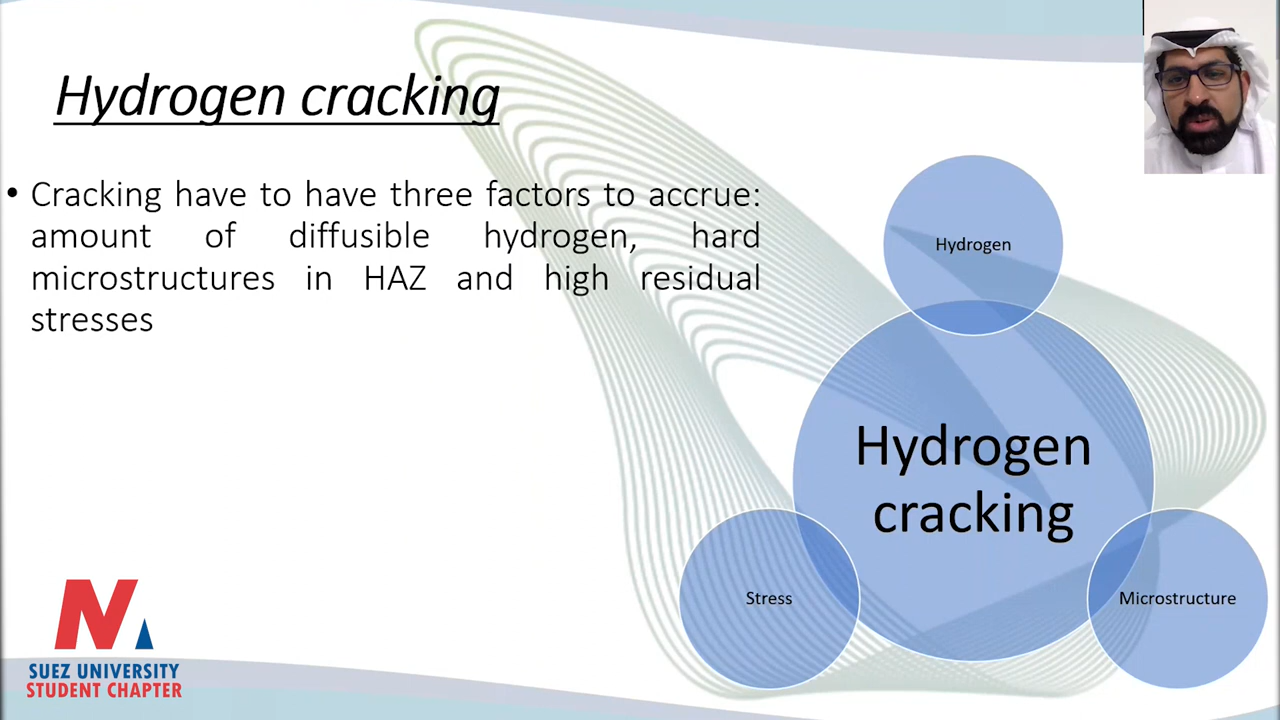 Hydrogen cracking
• Cracking have to have three factors to accrue:
amount of diffusible hydrogen, hard
microstructures in HAZ and high residual
stresses
Hydrogen
Hydrogen
cracking
Stress
Microstructure
SUEZ UNIVERSITY
STUDENT CHAPTER